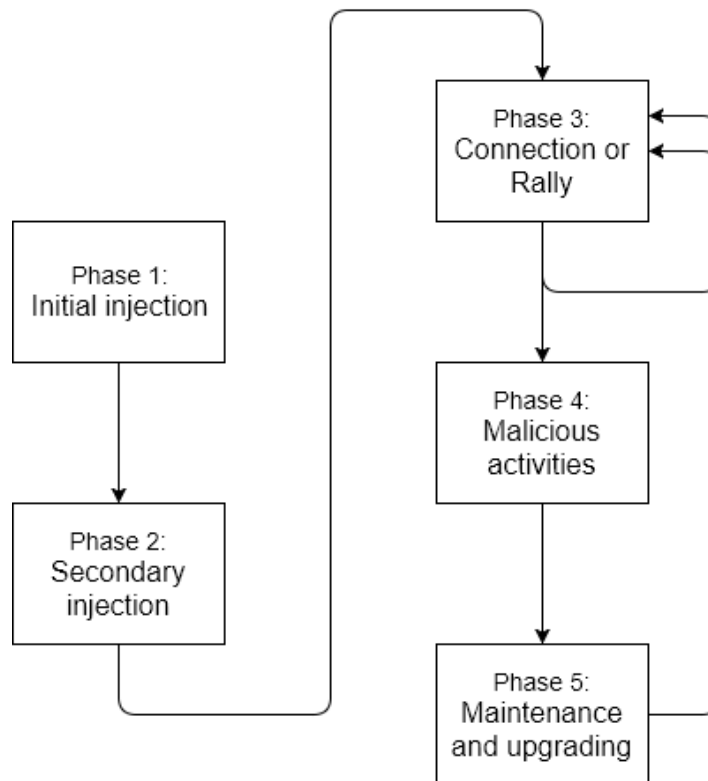 Phase 1:
Initial injection
Phase 2:
Secondary
injection
Phase 3:
Connection or
Rally
Phase 4:
Malicious
activities
Phase 5:
Maintenance
and upgrading